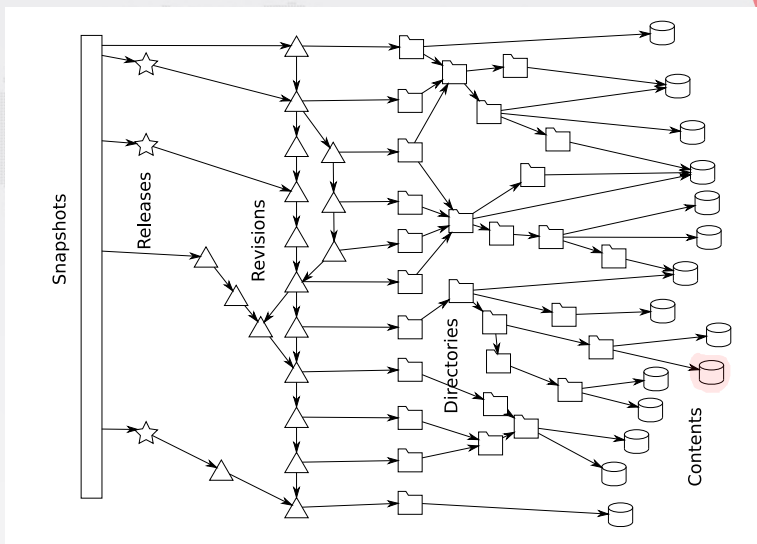 Snapshots
Releases
Revisions
Directories
Contents